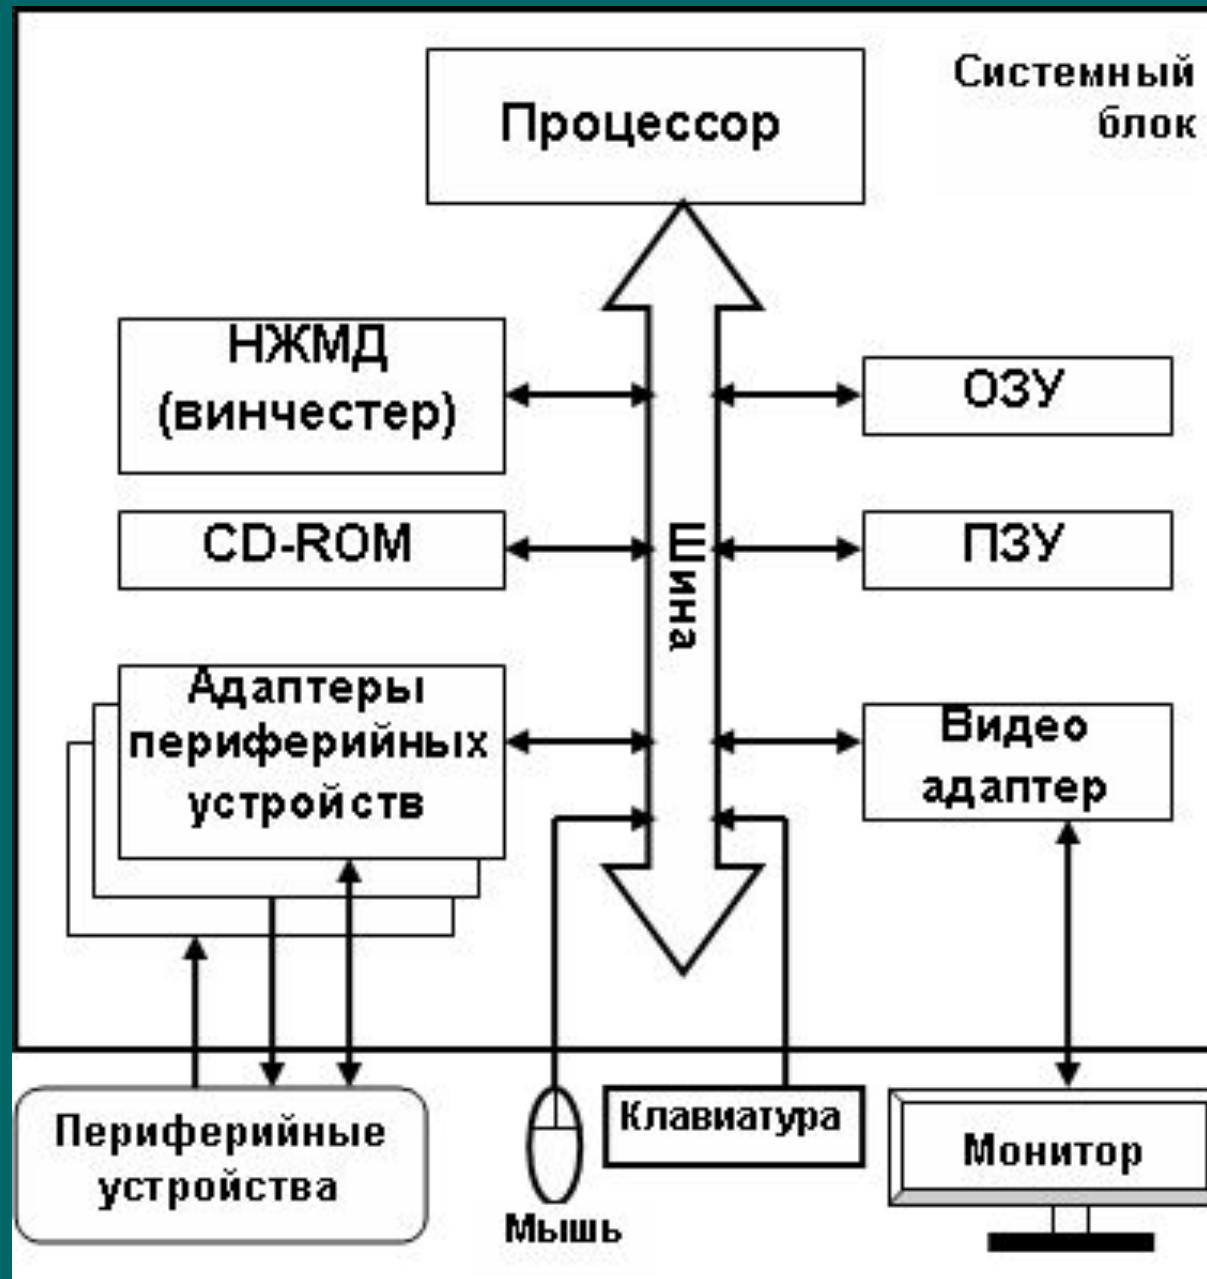 Системный
блок
Процессор
НЖМД
(винчестер)
ОЗУ
CD-ROM
ПЗУ
Шина
Адаптеры
периферийных
устройств
Видео
адаптер
Периферийные
устройства
Мышь
Клавиатура
Монитор